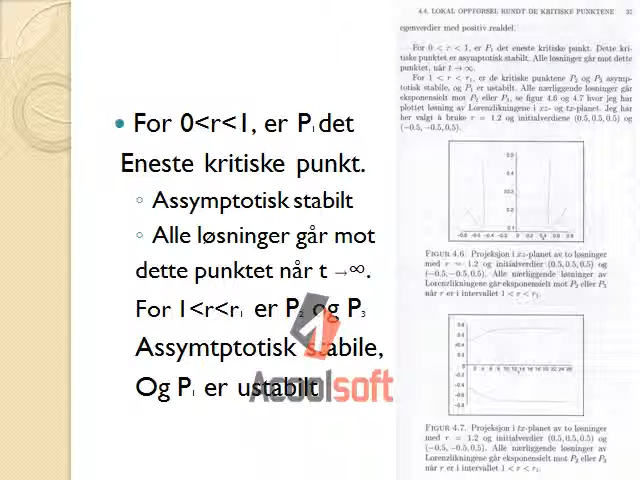 For 0<r<1, er P1 det
Eneste kritiske punkt.
Assymptotisk stabilt
Alle løsninger går mot
dette punktet når t →∞.
For 1<r<r1 er P2 og P3
Assymtptotisk stabile,
Og P1 er ustabilt
Acoolsoft
4.4. LOKAL OPPFØRSEL RUNDT DE KRITISKE PUNKTENE
egenverdier med positiv realdel.
For 0 < r < 1, er P1 det eneste kritiske punkt. Dette kri-
tiske punktet er asymptotisk stabilt. Alle løsninger går mot dette
punktet, når t → ∞.
For 1 < r < r1, er de kritiske punktene P2 og P3 asymp-
totisk stabile, og P1 er ustabilt. Alle nærliggende løsninger går
eksponensielt mot P2 eller P3, se figur 4.6 og 4.7 hvor jeg har
plottet løsning av Lorenzlikningene i xz- og tx-planet. Jeg har
her valgt å bruke r = 1.2 og initialverdiene (0.5, 0.5, 0.5) og
(−0.5, −0.5, 0.5).
FIGUR 4.6. Projeksjon i xz-planet av to løsninger
med r = 1.2 og initialverdier (0.5, 0.5, 0.5) og
(−0.5, −0.5, 0.5). Alle nærliggende løsninger av
Lorenzlikningene går eksponensielt mot P2 eller P3
når r er i intervallet 1 < r < r1.
FIGUR 4.7. Projeksjon i tx-planet av to løsninger
med r = 1.2 og initialverdier (0.5, 0.5, 0.5) og
(−0.5, −0.5, 0.5). Alle nærliggende løsninger av
Lorenzlikningene går eksponensielt mot P2 eller P3
når r er i intervallet 1 < r < r1.